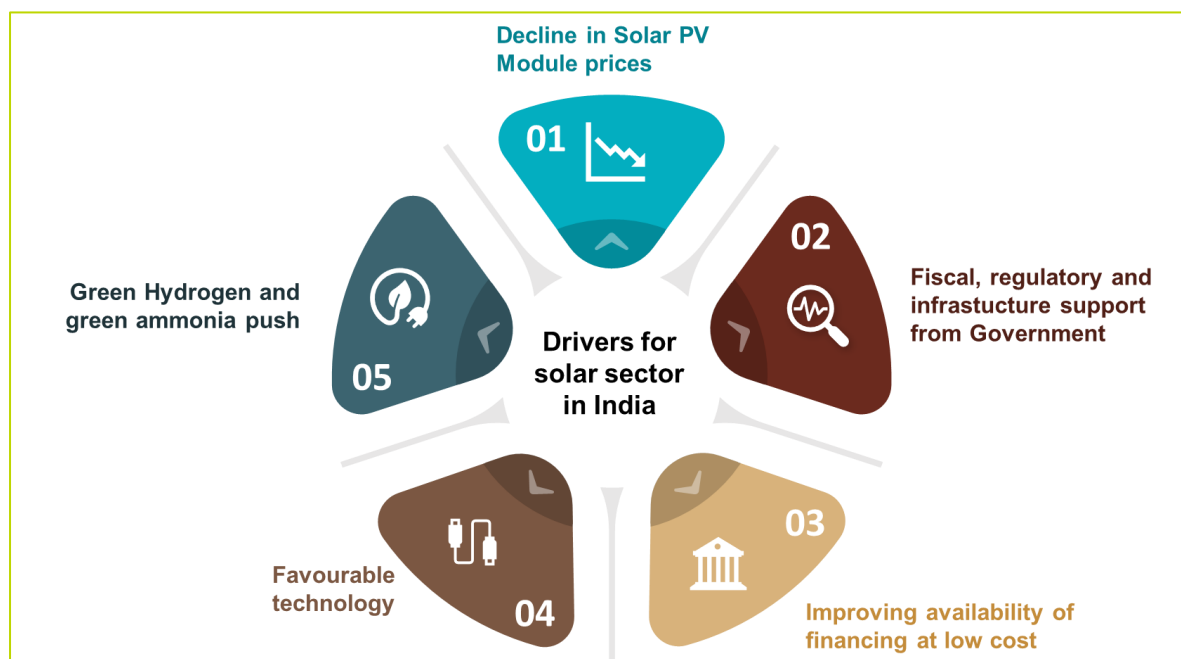 Decline in Solar PV
Module prices
01
02
Fiscal, regulatory and
infrastucture support
from Government
03
Improving availability of
financing at low cost
04
Favourable
technology
05
Green Hydrogen and
green ammonia push
Drivers for
solar sector
in India